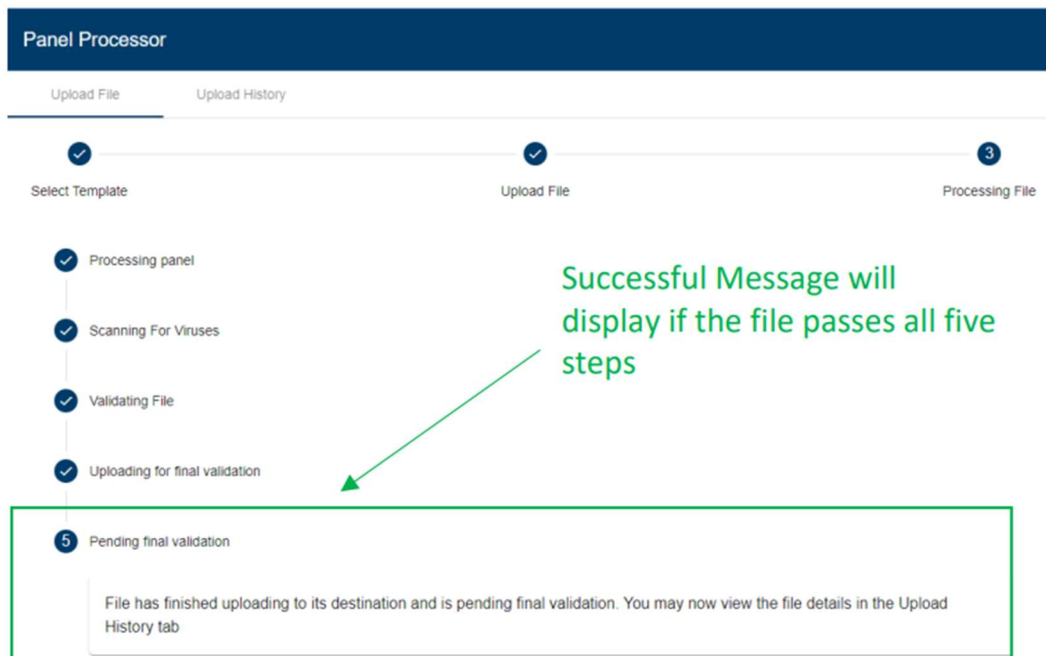 Panel Processor
Upload File
Upload History
3
Select Template
Upload File
Processing File
Processing panel
Successful Message will
display if the file passes all five
steps
Scanning For Viruses
Validating File
Uploading for final validation
5 Pending final validation
File has finished uploading to its destination and is pending final validation. You may now view the file details in the Upload
History tab